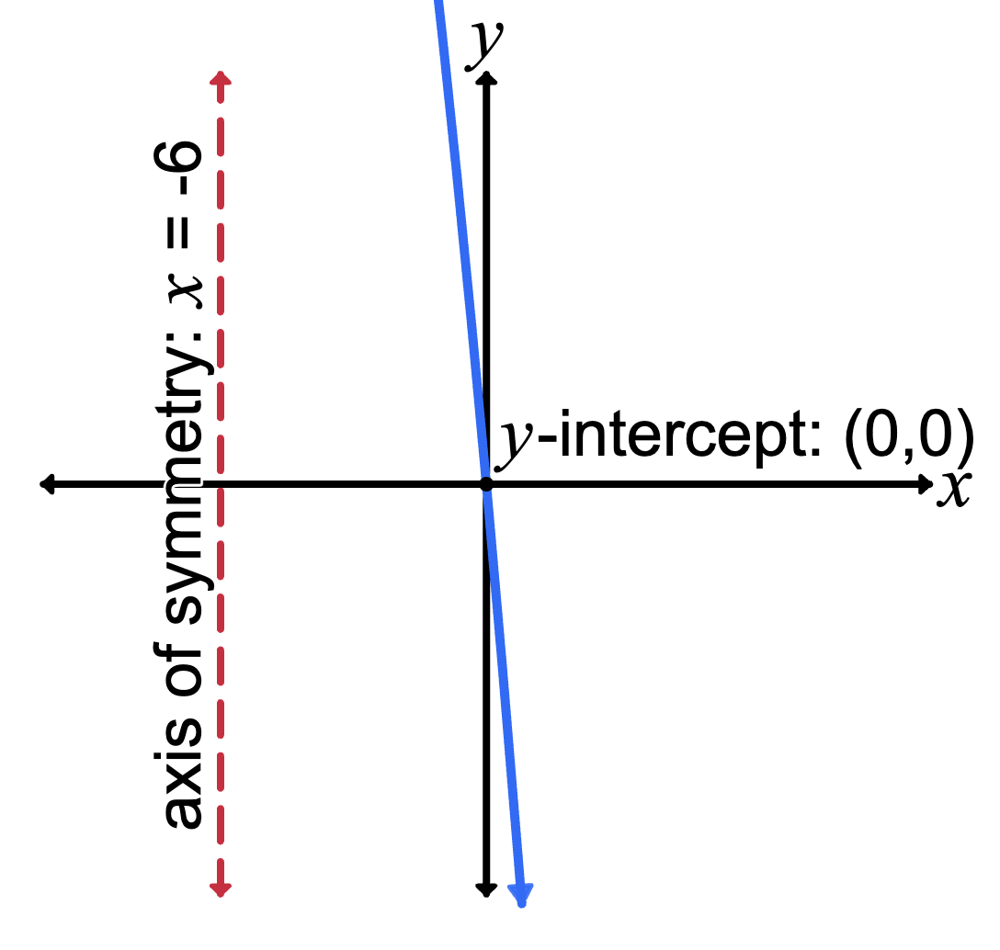 y
axis of symmetry: x = -6
y-intercept: (0,0)
x